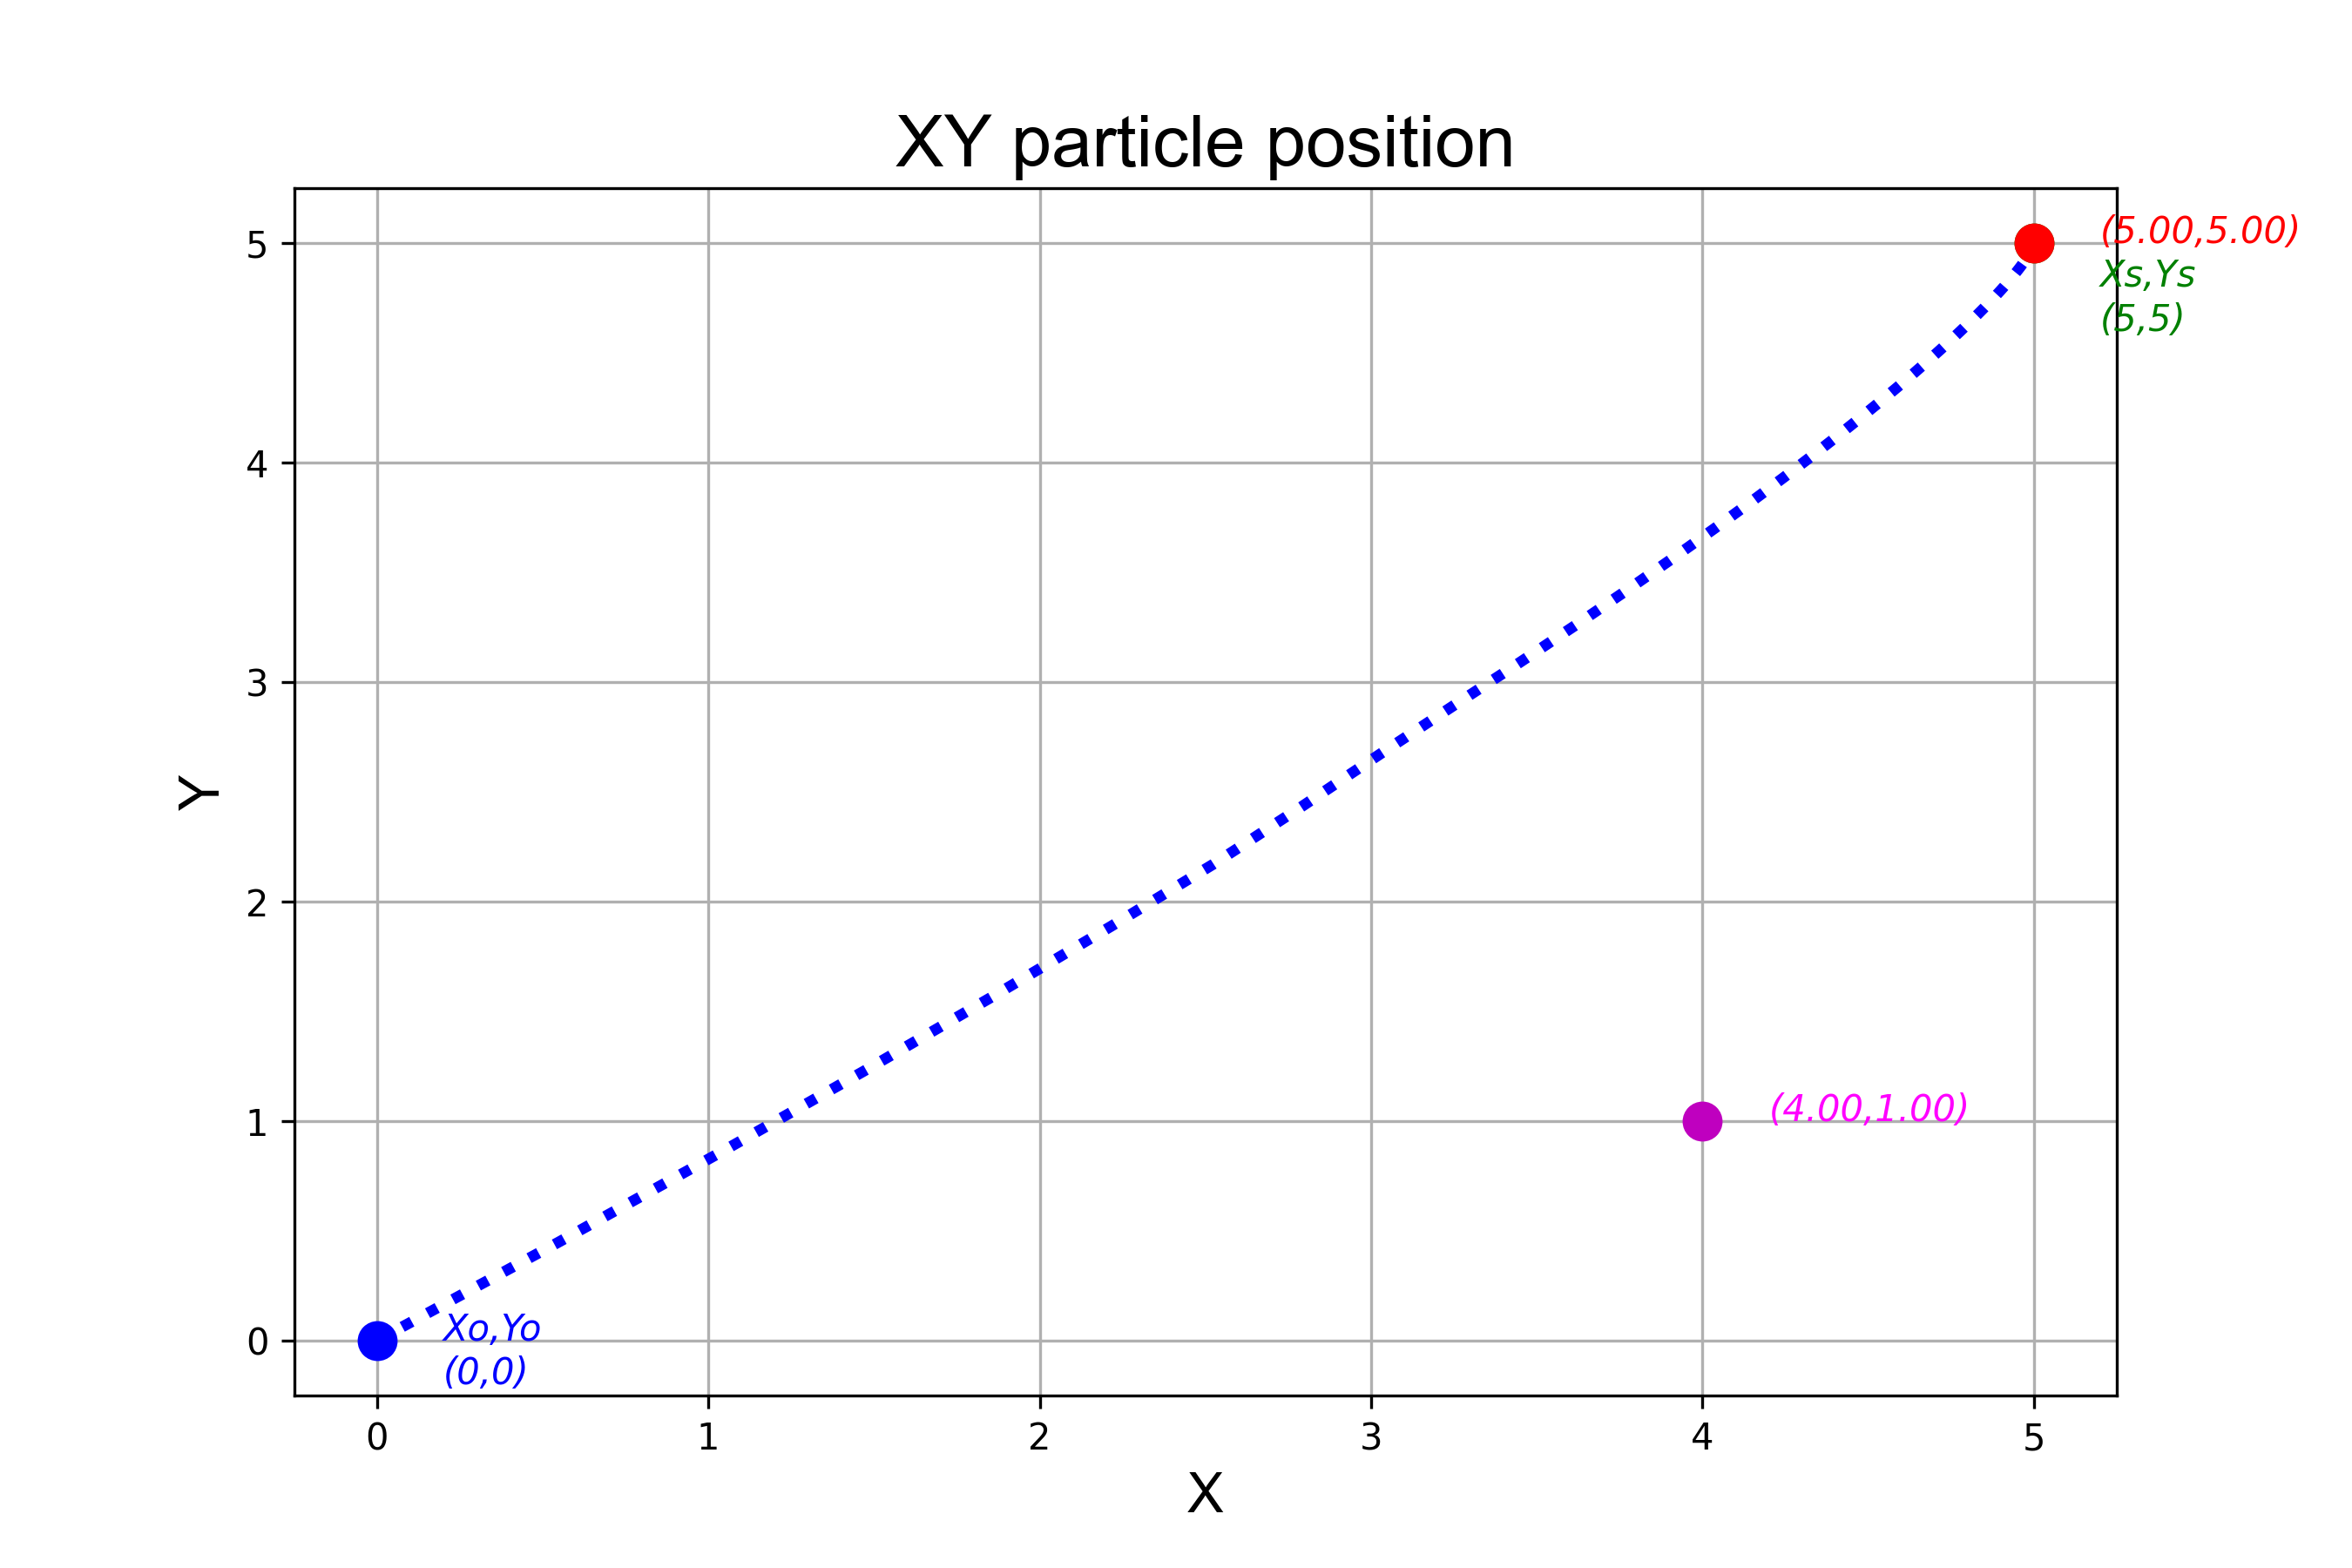 XY particle position
5
(5.00,5.00)
Xs,Ys
(5,5)
4
3
Y
2
1
(4.00,1.00)
0
Xo,Yo
(0,0)
0 1 2 3 4 5
X